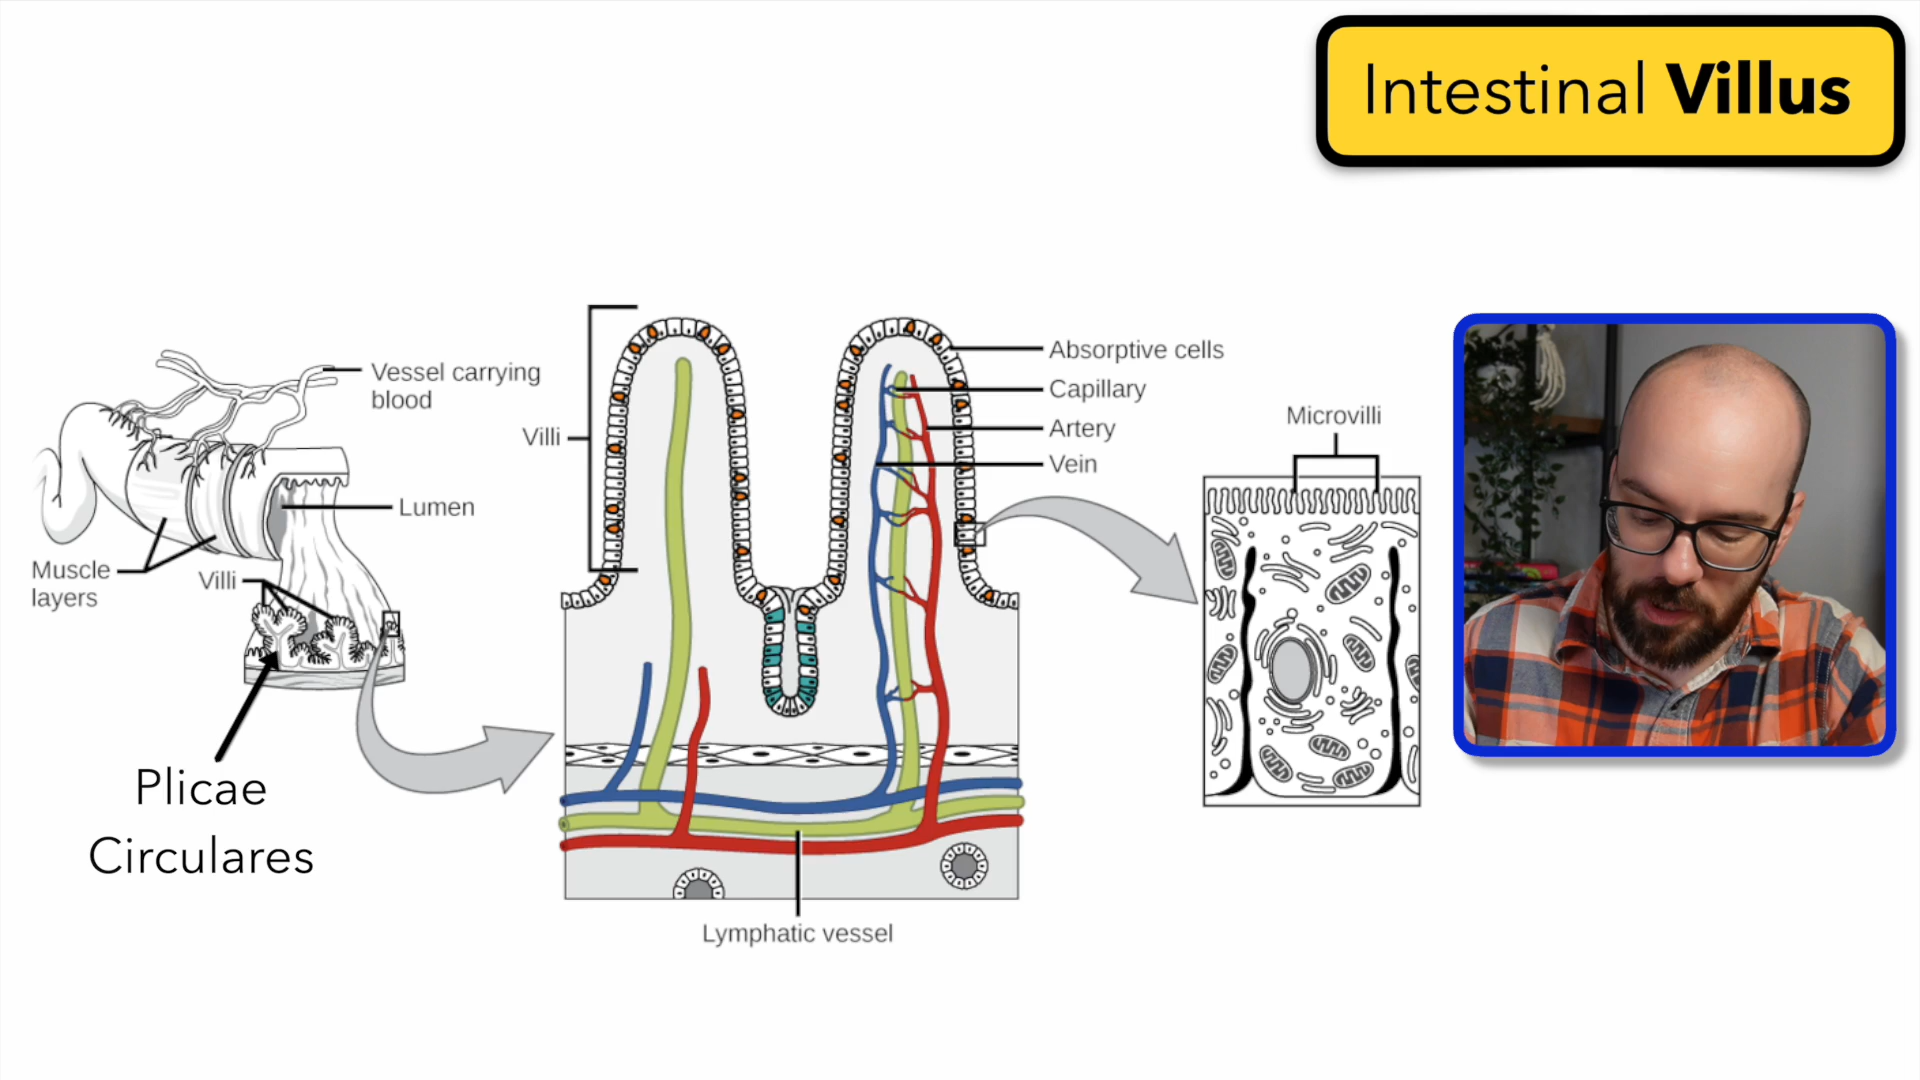 Intestinal Villus
Vessel carrying
blood
Lumen
Muscle
layers
Villi
Plicae
Circulares
Villi
Absorptive cells
Capillary
Artery
Vein
Lymphatic vessel
Microvilli